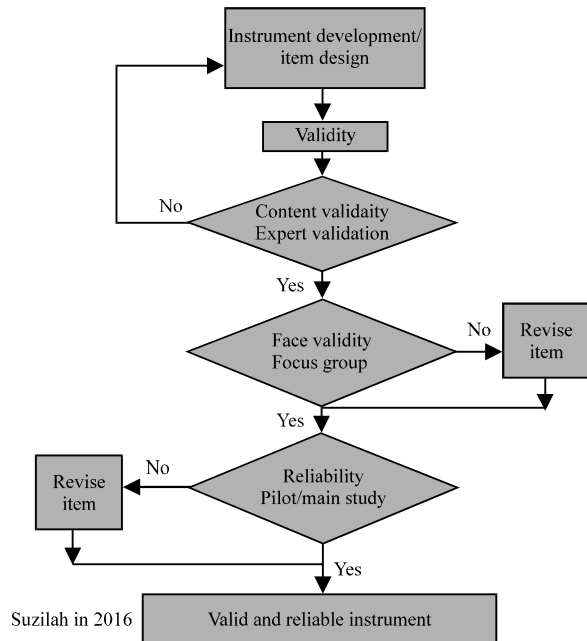 Instrument development/
item design
Validity
No
Content validaity
Expert validation
Yes
Face validity
Focus group
No
Revise
item
Yes
Revise
item
No
Reliability
Pilot/main study
Yes
Suzilah in 2016
Valid and reliable instrument